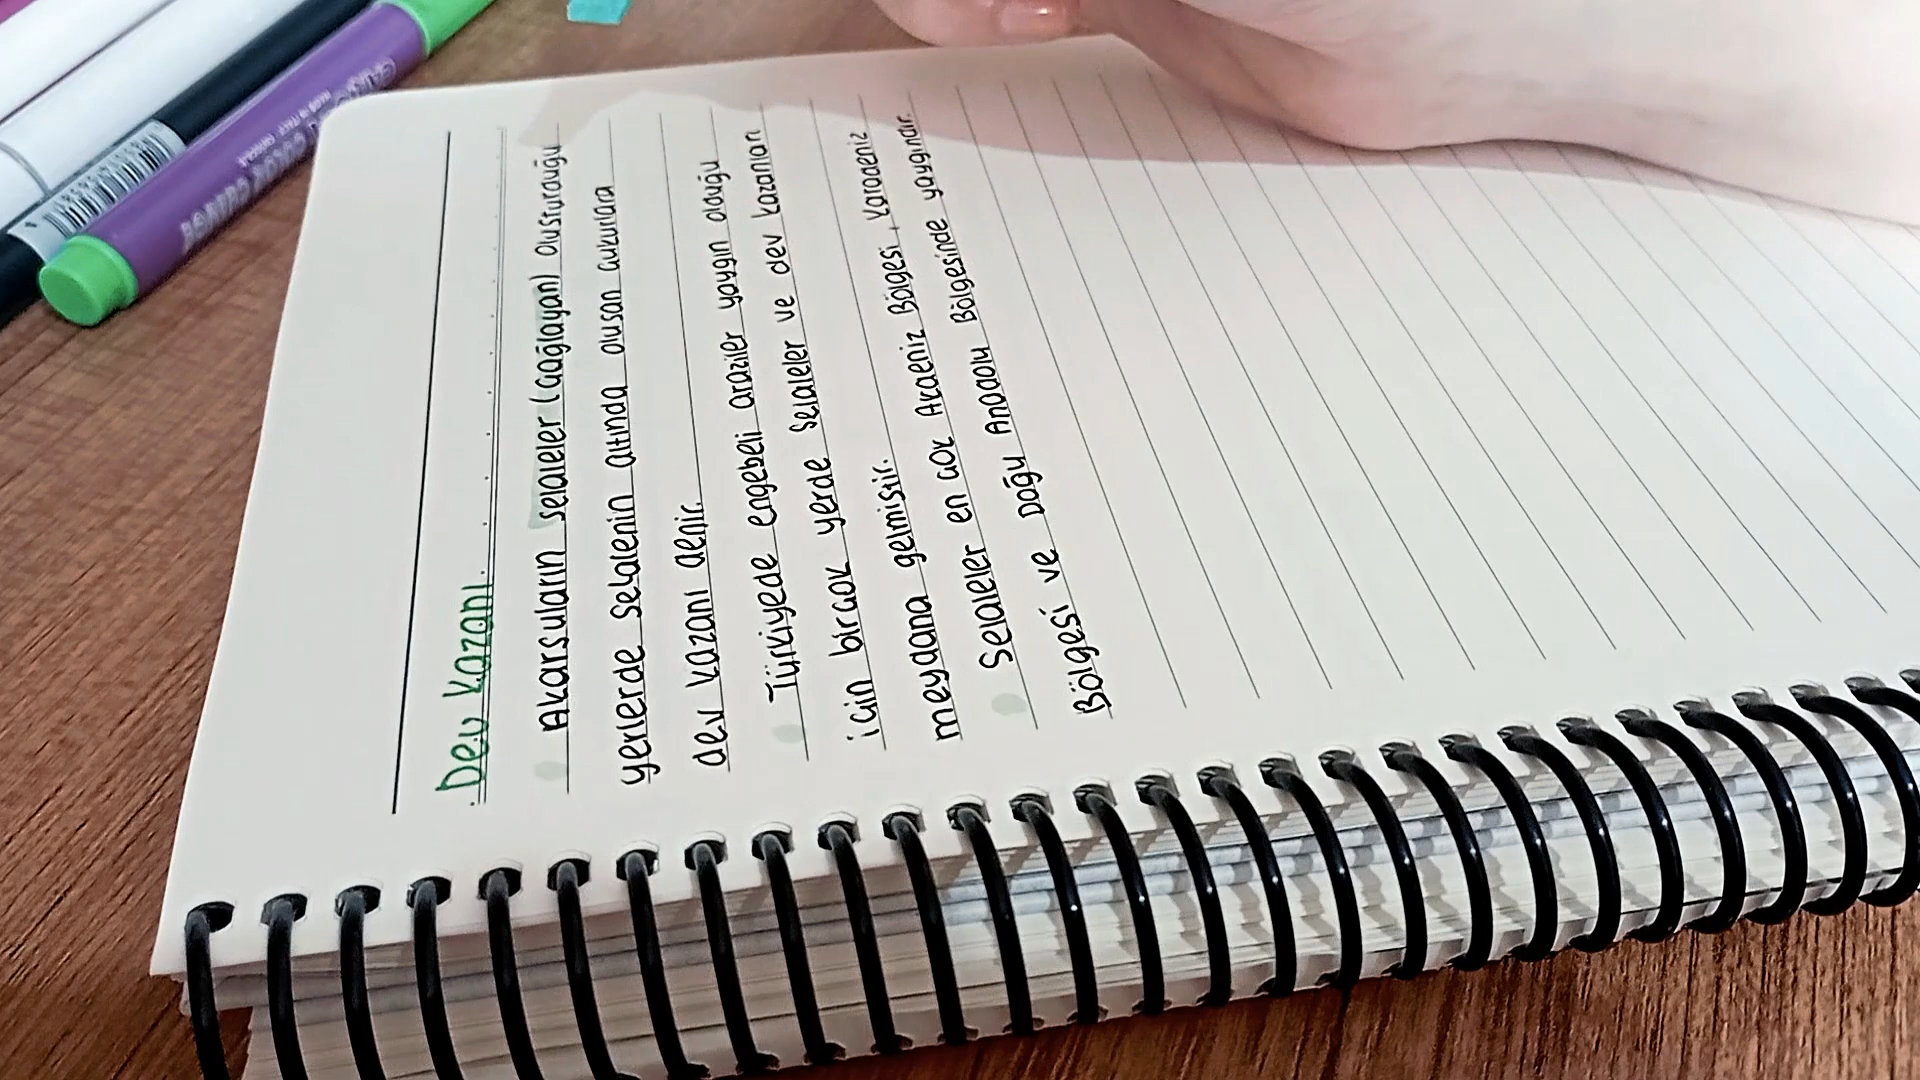 Dev Kazanı
Akarsuların şelaleler (çağlayan) oluşturduğu
yerlerde şelalenin altında oluşan çukurlara
dev kazanı denir.
Türkiyede engebeli araziler yaygın olduğu
için birçok yerde şelaleler ve dev kazanları
meydana gelmiştir.
Şelaleler en çok Akdeniz Bölgesi, Karadeniz
Bölgesi ve Doğu Anadolu Bölgesinde yaygındır.